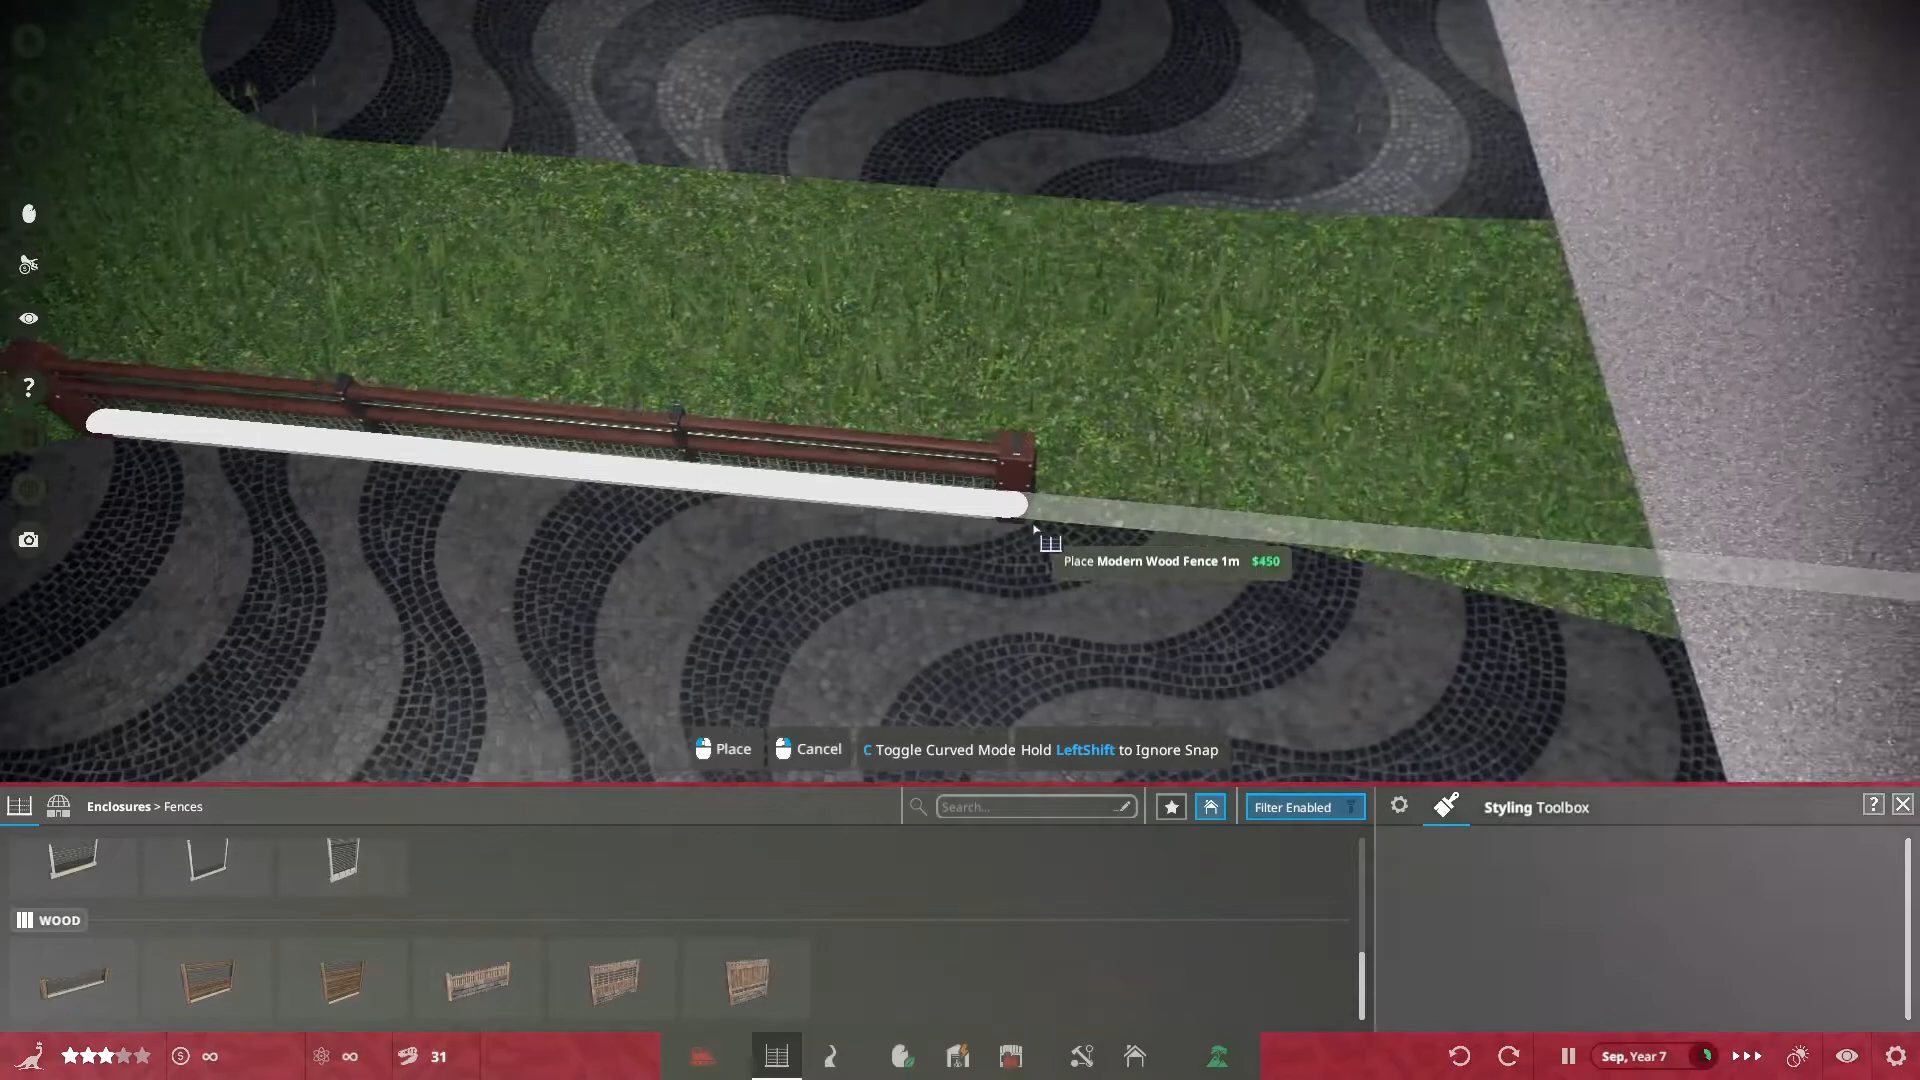 ?
Place Modern Wood Fence 1m $450
Place Cancel C Toggle Curved Mode Hold LeftShift to Ignore Snap
Enclosures > Fences Search... Filter Enabled Styling Toolbox ?
WOOD
∞ ∞ 31 Sep, Year 7